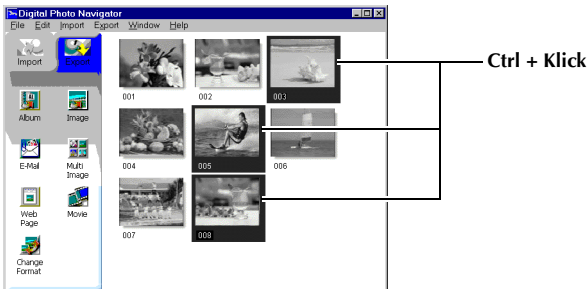 Digital Photo Navigator
File Edit Import Export Window Help
Import Export
Ctrl + Klick
001 002 003
Album Image
004 005 006
E-Mail Multi Image
Web Page Movie
007 008
Change Format